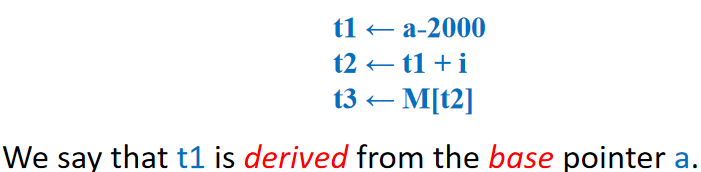 t1 ← a-2000
t2 ← t1 + i
t3 ← M[t2]
We say that t1 is derived from the base pointer a.